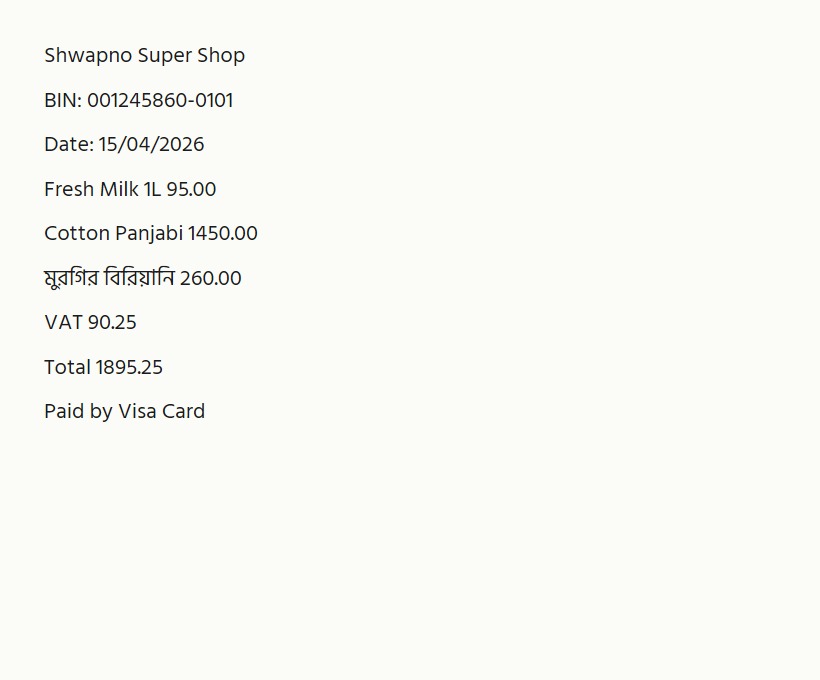 Shwapno Super Shop
BIN: 001245860-0101
Date: 15/04/2026
Fresh Milk 1L 95.00
Cotton Panjabi 1450.00
মুরগির বিরিয়ানি 260.00
VAT 90.25
Total 1895.25
Paid by Visa Card